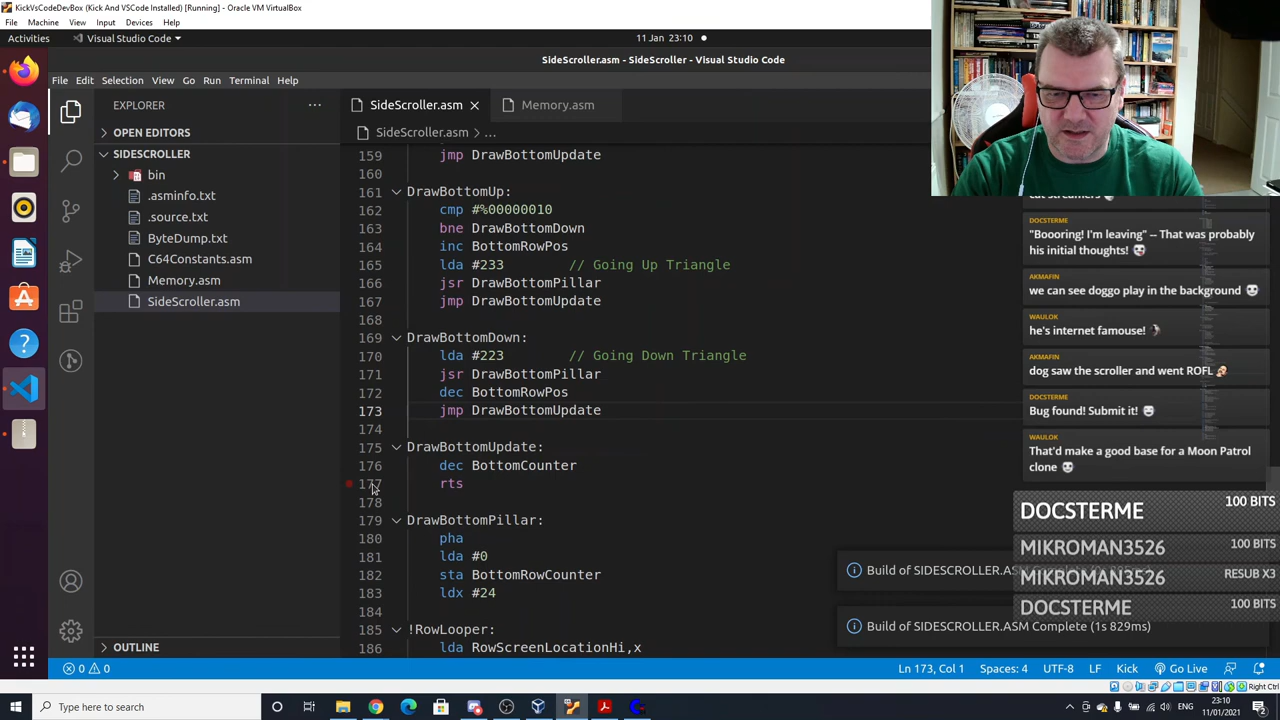 KickVsCodeDevBox (Kick And VSCode Installed) [Running] - Oracle VM VirtualBox
File Machine View Input Devices Help
Activities Visual Studio Code 11 Jan 23:10
SideScroller.asm - SideScroller - Visual Studio Code
File Edit Selection View Go Run Terminal Help
EXPLORER
OPEN EDITORS
SIDESCROLLER
bin
.asminfo.txt
.source.txt
ByteDump.txt
C64Constants.asm
Memory.asm
SideScroller.asm
OUTLINE
SideScroller.asm Memory.asm
SideScroller.asm > ...
159 jmp DrawBottomUpdate
160
161 DrawBottomUp:
162 cmp #%00000010
163 bne DrawBottomDown
164 inc BottomRowPos
165 lda #233 // Going Up Triangle
166 jsr DrawBottomPillar
167 jmp DrawBottomUpdate
168
169 DrawBottomDown:
170 lda #223 // Going Down Triangle
171 jsr DrawBottomPillar
172 dec BottomRowPos
173 jmp DrawBottomUpdate
174
175 DrawBottomUpdate:
176 dec BottomCounter
177 rts
178
179 DrawBottomPillar:
180 pha
181 lda #0
182 sta BottomRowCounter
183 ldx #24
184
185 !RowLooper:
186 lda RowScreenLocationHi,x
cat streamers
DOCSTERME
"Boooring! I'm leaving" -- That was probably
his initial thoughts!
AKMAFIN
we can see doggo play in the background
WAULOK
he's internet famouse!
AKMAFIN
dog saw the scroller and went ROFL
DOCSTERME
Bug found! Submit it!
WAULOK
That'd make a good base for a Moon Patrol
clone
DOCSTERME 100 BITS
MIKROMAN3526 100 BITS
MIKROMAN3526 RESUB X3
DOCSTERME 100 BITS
Build of SIDESCROLLER.AS
Build of SIDESCROLLER.ASM Complete (1s 829ms)
0 0 Ln 173, Col 1 Spaces: 4 UTF-8 LF Kick Go Live
Right Ctrl
Type here to search
ENG
23:10
11/01/2021